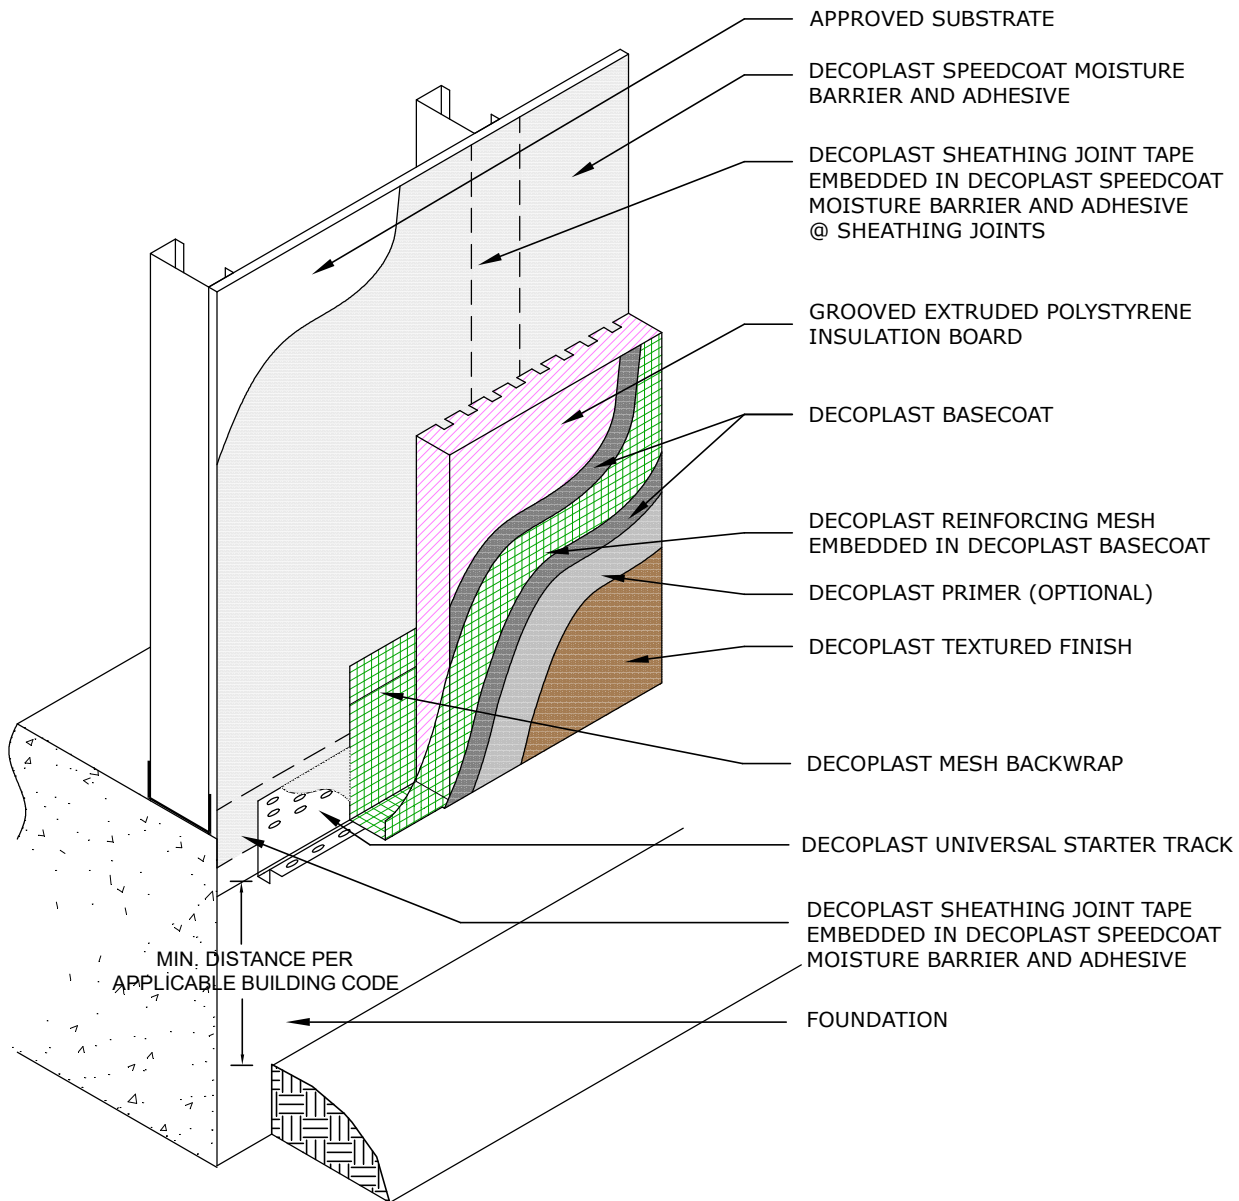 APPROVED SUBSTRATE
DECOPLAST SPEEDCOAT MOISTURE
BARRIER AND ADHESIVE
DECOPLAST SHEATHING JOINT TAPE
EMBEDDED IN DECOPLAST SPEEDCOAT
MOISTURE BARRIER AND ADHESIVE
@ SHEATHING JOINTS
GROOVED EXTRUDED POLYSTYRENE
INSULATION BOARD
DECOPLAST BASECOAT
DECOPLAST REINFORCING MESH
EMBEDDED IN DECOPLAST BASECOAT
DECOPLAST PRIMER (OPTIONAL)
DECOPLAST TEXTURED FINISH
DECOPLAST MESH BACKWRAP
DECOPLAST UNIVERSAL STARTER TRACK
DECOPLAST SHEATHING JOINT TAPE
EMBEDDED IN DECOPLAST SPEEDCOAT
MOISTURE BARRIER AND ADHESIVE
MIN. DISTANCE PER
APPLICABLE BUILDING CODE
FOUNDATION